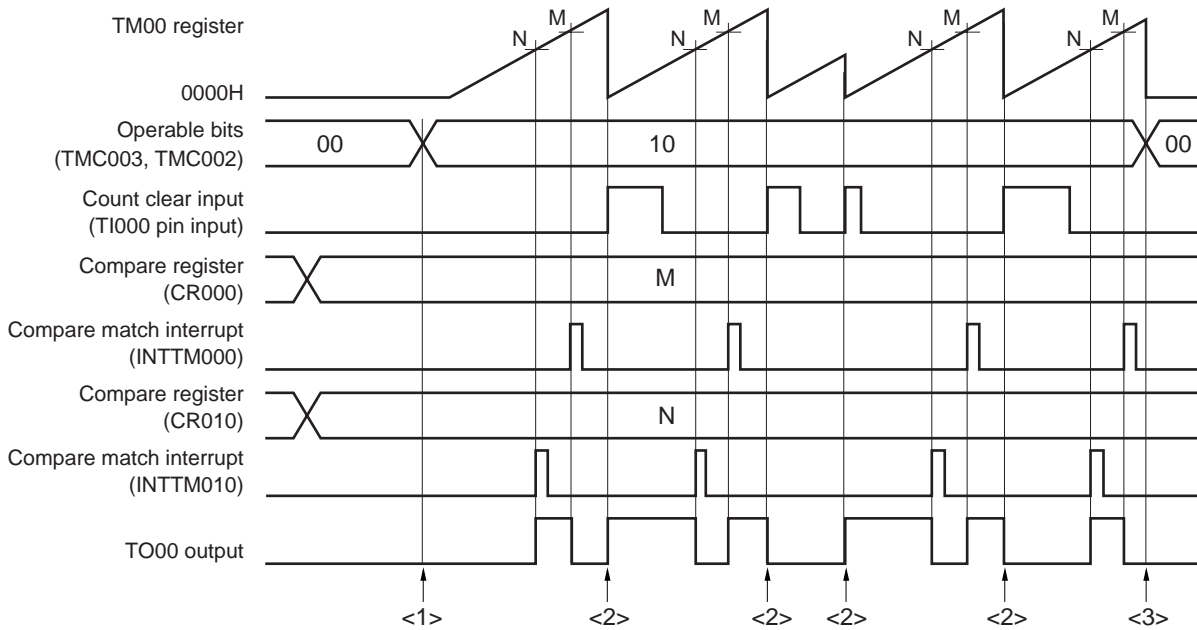 TM00 register
N M N M N M N M
0000H
Operable bits
(TMC003, TMC002)
00 10 00
Count clear input
(TI000 pin input)
Compare register
(CR000)
M
Compare match interrupt
(INTTM000)
Compare register
(CR010)
N
Compare match interrupt
(INTTM010)
TO00 output
<1> <2> <2> <2> <2> <3>